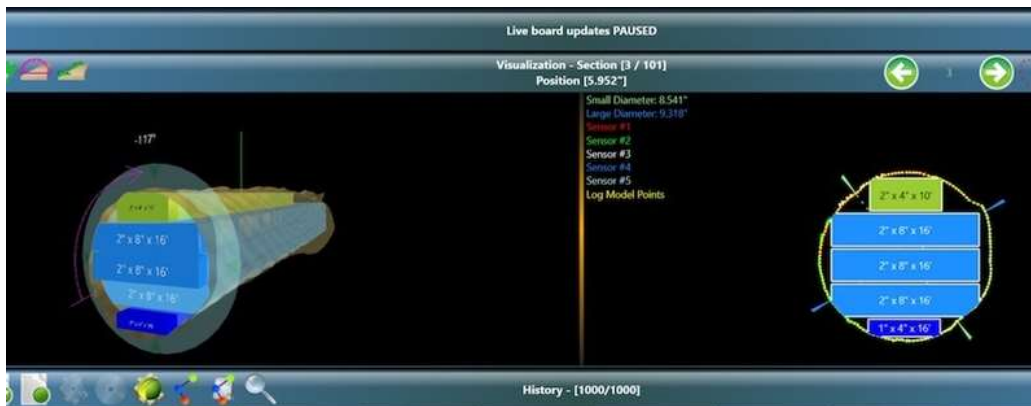 Live board updates PAUSED
Visualization - Section [3 / 101]
Position [5.952"]
3
Small Diameter: 8.541"
Large Diameter: 9.318"
Sensor #1
Sensor #2
Sensor #3
Sensor #4
Sensor #5
Log Model Points
-117°
2" x 8" x 16'
2" x 8" x 16'
2" x 8" x 16'
2" x 4" x 10'
2" x 8" x 16'
2" x 8" x 16'
2" x 8" x 16'
1" x 4" x 16'
History - [1000/1000]